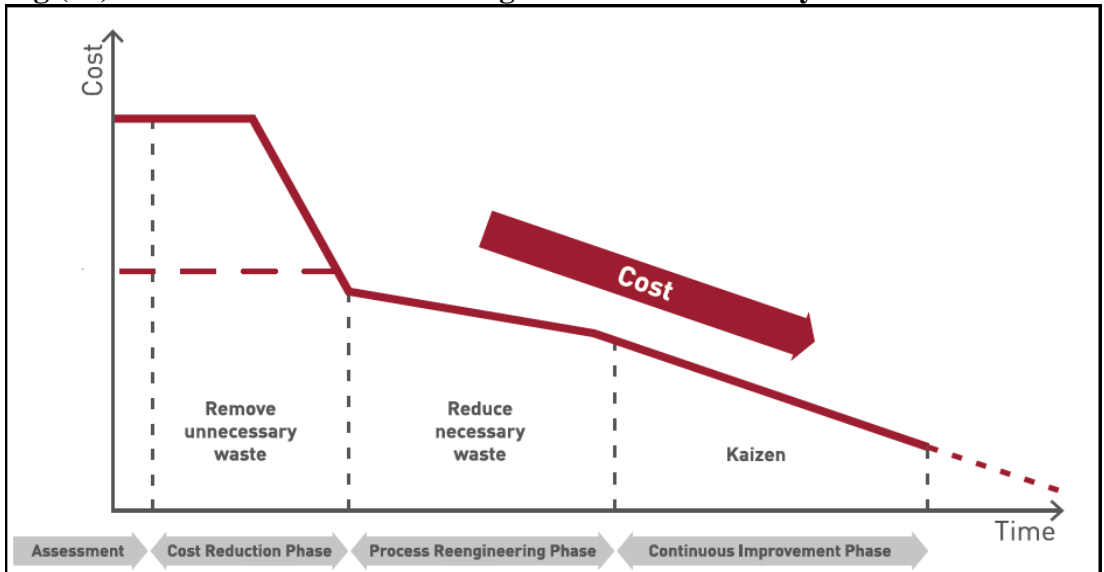 Cost
Cost
Remove
unnecessary
waste
Reduce
necessary
waste
Kaizen
Time
Assessment
Cost Reduction Phase
Process Reengineering Phase
Continuous Improvement Phase